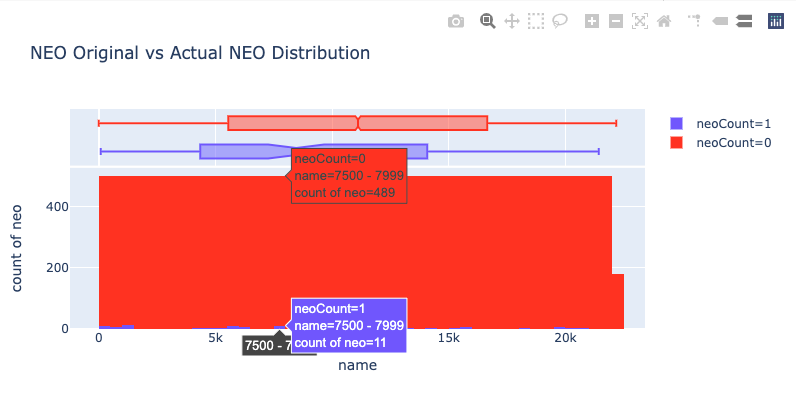 NEO Original vs Actual NEO Distribution
neoCount=1
neoCount=0
neoCount=0
name=7500 - 7999
count of neo=489
400
200
0
count of neo
neoCount=1
name=7500 - 7999
count of neo=11
0
5k
15k
20k
7500 - 7
name